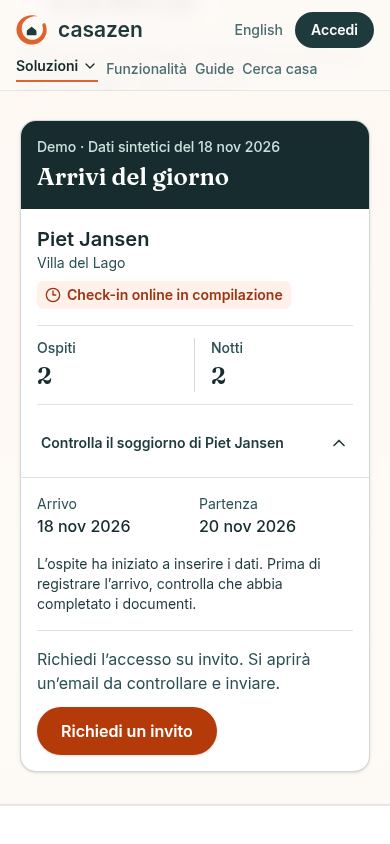 casazen
English
Accedi
Soluzioni
Funzionalità
Guide
Cerca casa
Demo · Dati sintetici del 18 nov 2026
Arrivi del giorno
Piet Jansen
Villa del Lago
Check-in online in compilazione
Ospiti
2
Notti
2
Controlla il soggiorno di Piet Jansen
Arrivo
18 nov 2026
Partenza
20 nov 2026
L’ospite ha iniziato a inserire i dati. Prima di
registrare l’arrivo, controlla che abbia
completato i documenti.
Richiedi l’accesso su invito. Si aprirà
un’email da controllare e inviare.
Richiedi un invito